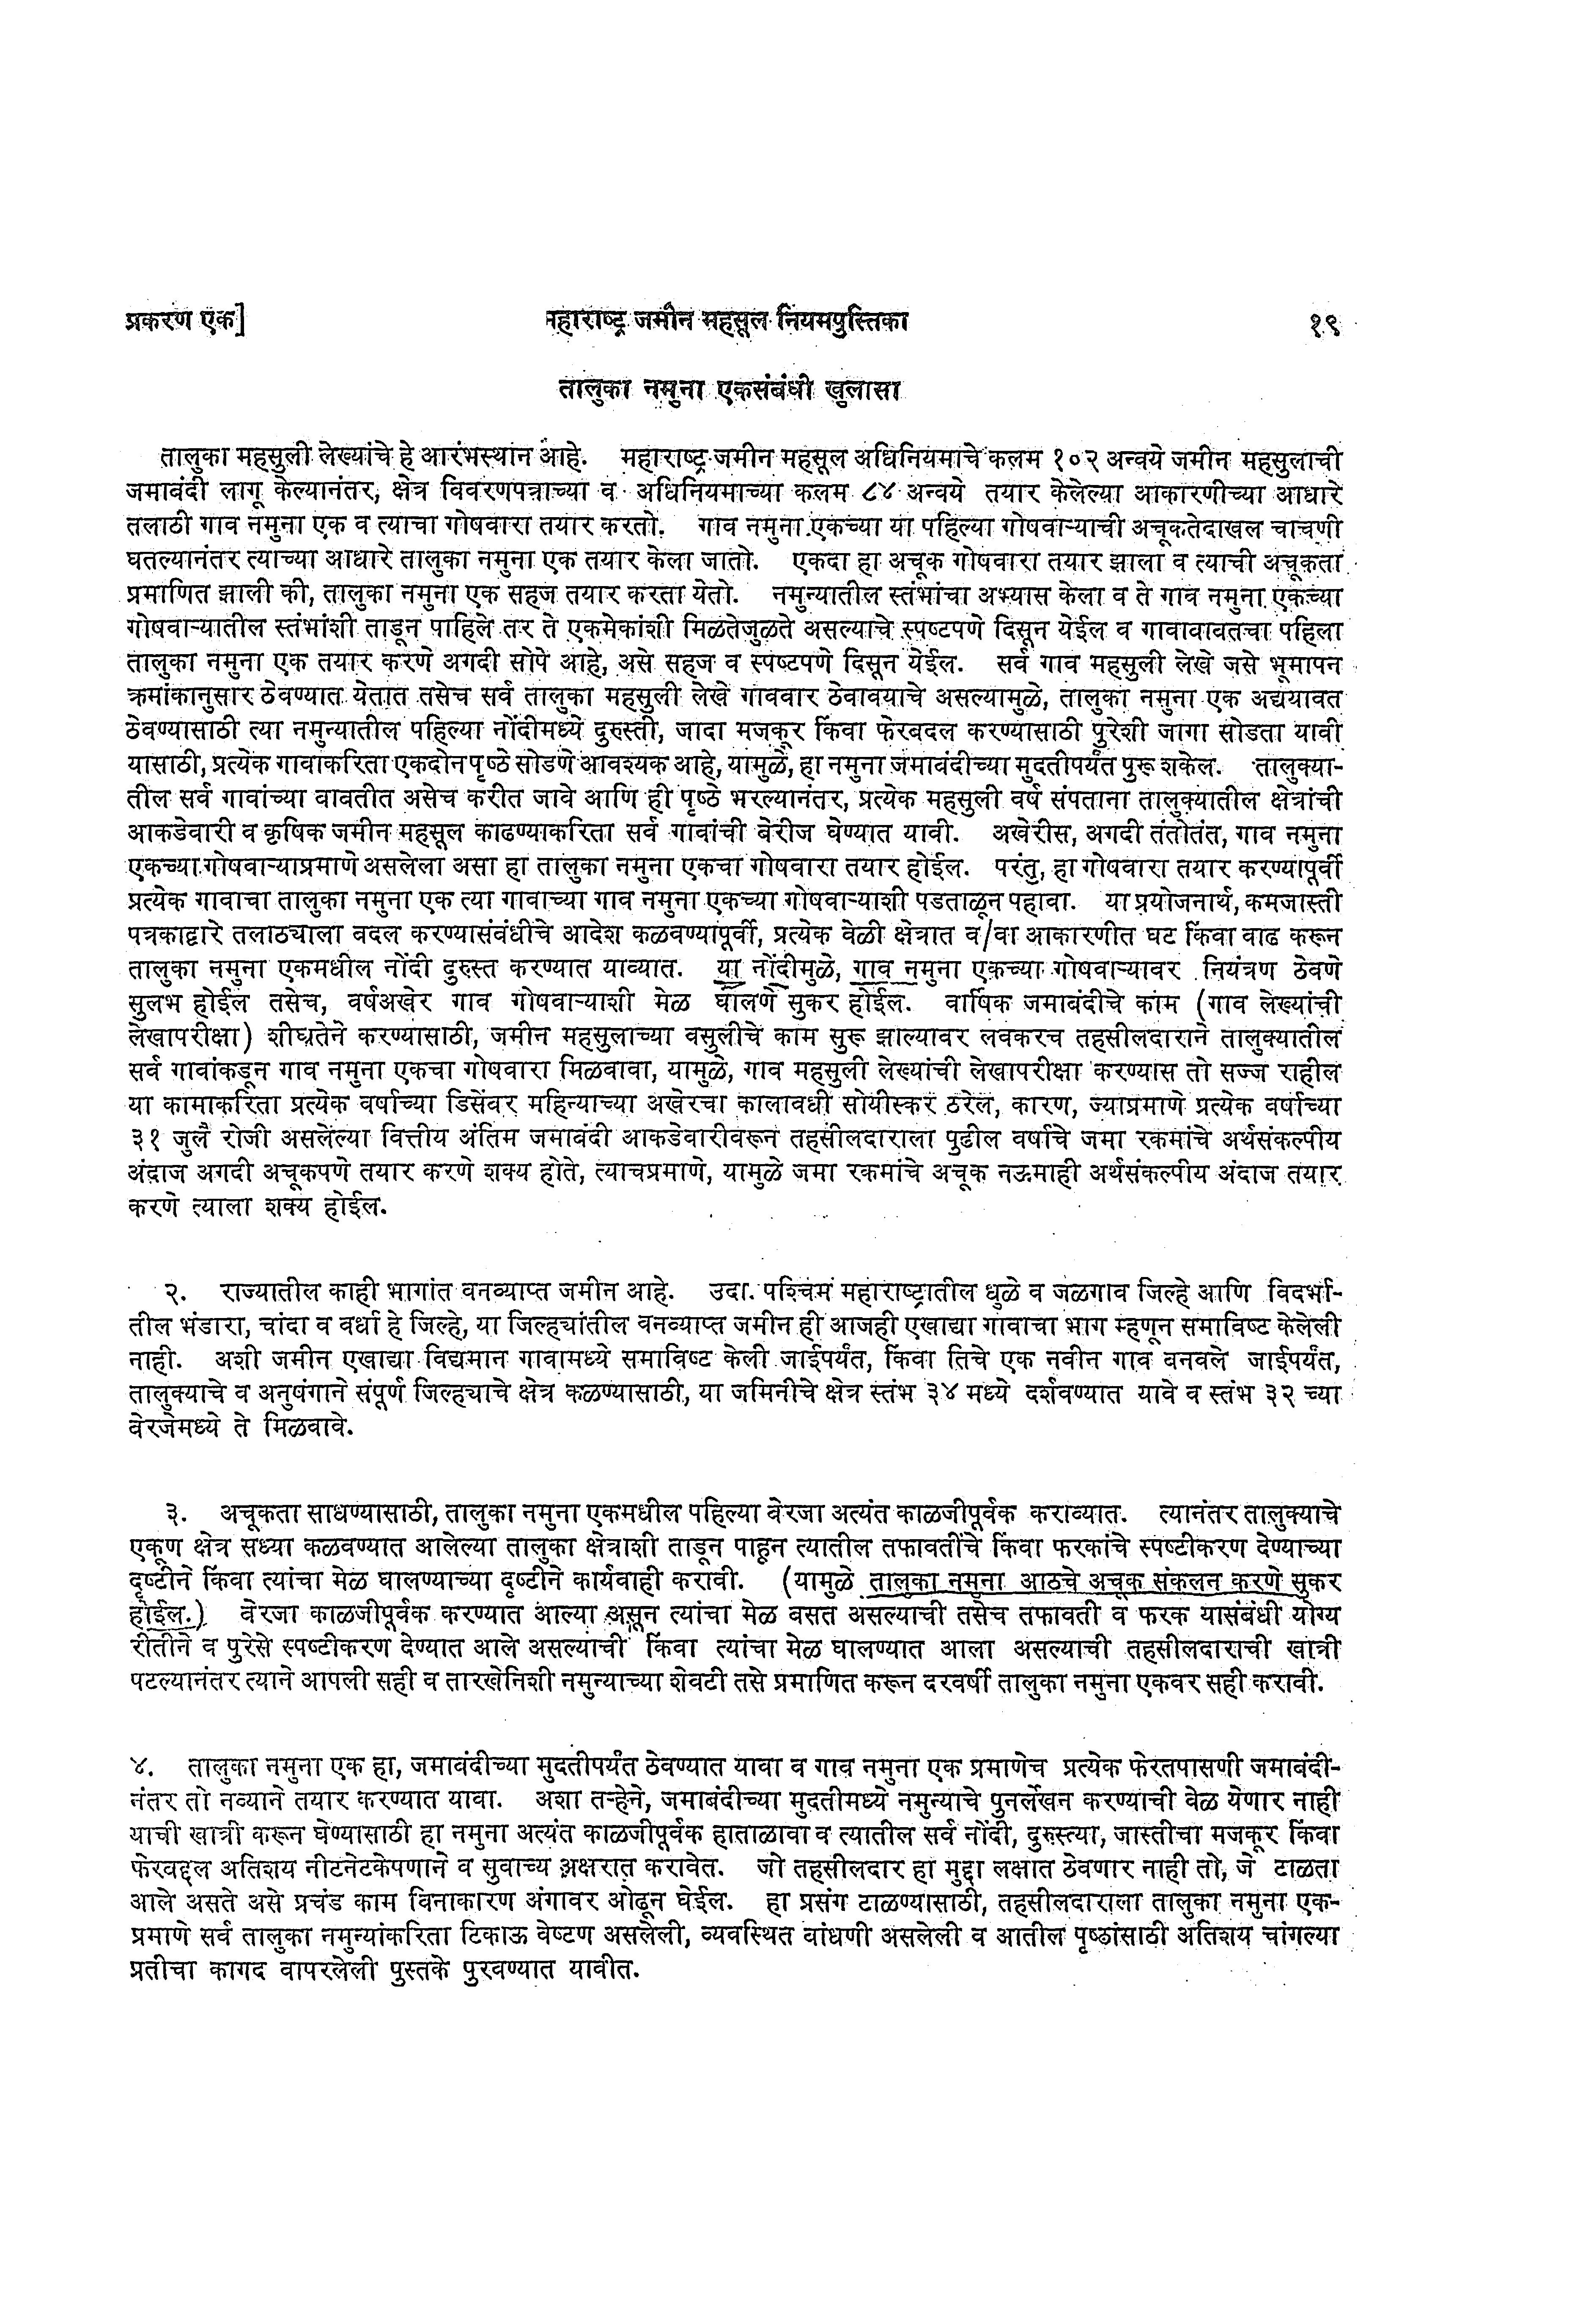 प्रकरण एक]
महाराष्ट्र जमीन महसूल नियमपुस्तिका
१९
तालुका नमुना एकसंबंधी खुलासा
तालुका महसुली लेख्यांचे हे आरंभस्थान आहे. महाराष्ट्र जमीन महसूल अधिनियमाचे कलम १०२ अन्वये जमीन महसुलाची
जमाबंदी लागू केल्यानंतर, क्षेत्र विवरणपत्राच्या व अधिनियमाच्या कलम ८४ अन्वये तयार केलेल्या आकारणीच्या आधारे
तलाठी गाव नमुना एक व त्याचा गोषवारा तयार करतो. गाव नमुना एकच्या या पहिल्या गोषवाऱ्याची अचूकतेदाखल चाचणी
घेतल्यानंतर त्याच्या आधारे तालुका नमुना एक तयार केला जातो. एकदा हा अचूक गोषवारा तयार झाला व त्याची अचूकता
प्रमाणित झाली की, तालुका नमुना एक सहज तयार करता येतो. नमुन्यातील स्तंभांचा अभ्यास केला व ते गाव नमुना एकच्या
गोषवाऱ्यातील स्तंभांशी ताडून पाहिले तर ते एकमेकांशी मिळतेजुळते असल्याचे स्पष्टपणे दिसून येईल व गावाबाबतचा पहिला
तालुका नमुना एक तयार करणे अगदी सोपे आहे, असे सहज व स्पष्टपणे दिसून येईल. सर्व गाव महसुली लेखे जसे भूमापन
क्रमांकानुसार ठेवण्यात येतात तसेच सर्व तालुका महसुली लेखे गाववार ठेवावयाचे असल्यामुळे, तालुका नमुना एक अद्ययावत
ठेवण्यासाठी त्या नमुन्यातील पहिल्या नोंदीमध्ये दुरुस्ती, जादा मजकूर किंवा फेरबदल करण्यासाठी पुरेशी जागा सोडता यावी
यासाठी, प्रत्येक गावाकरिता एकदोन पृष्ठे सोडणे आवश्यक आहे, यामुळे, हा नमुना जमाबंदीच्या मुदतीपर्यंत पुरू शकेल. तालुक्या-
तील सर्व गावांच्या बाबतीत असेच करीत जावे आणि ही पृष्ठे भरल्यानंतर, प्रत्येक महसुली वर्ष संपताना तालुक्यातील क्षेत्रांची
आकडेवारी व कृषिक जमीन महसूल काढण्याकरिता सर्व गावांची बेरीज घेण्यात यावी. अखेरीस, अगदी तंतोतंत, गाव नमुना
एकच्या गोषवाऱ्याप्रमाणे असलेला असा हा तालुका नमुना एकचा गोषवारा तयार होईल. परंतु, हा गोषवारा तयार करण्यापूर्वी
प्रत्येक गावाचा तालुका नमुना एक त्या गावाच्या गाव नमुना एकच्या गोषवाऱ्याशी पडताळून पहावा. या प्रयोजनार्थ, कमजास्ती
पत्रकाद्वारे तलाठ्याला बदल करण्यासंबंधीचे आदेश कळवण्यापूर्वी, प्रत्येक वेळी क्षेत्रात व/वा आकारणीत घट किंवा वाढ करून
तालुका नमुना एकमधील नोंदी दुरुस्त करण्यात याव्यात. या नोंदीमुळे, गाव नमुना एकच्या गोषवाऱ्यावर नियंत्रण ठेवणे
सुलभ होईल तसेच, वर्षअखेर गाव गोषवाऱ्याशी मेळ घालणे सुकर होईल. वार्षिक जमाबंदीचे काम (गाव लेख्यांची
लेखापरीक्षा) शीघ्रतेने करण्यासाठी, जमीन महसुलाच्या वसुलीचे काम सुरू झाल्यावर लवकरच तहसीलदाराने तालुक्यातील
सर्व गावांकडून गाव नमुना एकचा गोषवारा मिळवावा, यामुळे, गाव महसुली लेख्यांची लेखापरीक्षा करण्यास तो सज्ज राहील
या कामाकरिता प्रत्येक वर्षाच्या डिसेंबर महिन्याच्या अखेरचा कालावधी सोयीस्कर ठरेल, कारण, ज्याप्रमाणे प्रत्येक वर्षाच्या
३१ जुलै रोजी असलेल्या वित्तीय अंतिम जमाबंदी आकडेवारीवरून तहसीलदाराला पुढील वर्षाचे जमा रकमांचे अर्थसंकल्पीय
अंदाज अगदी अचूकपणे तयार करणे शक्य होते, त्याचप्रमाणे, यामुळे जमा रकमांचे अचूक नऊमाही अर्थसंकल्पीय अंदाज तयार
करणे त्याला शक्य होईल.
२. राज्यातील काही भागांत वनव्याप्त जमीन आहे. उदा. पश्चिम महाराष्ट्रातील धुळे व जळगाव जिल्हे आणि विदर्भा-
तील भंडारा, चांदा व वर्धा हे जिल्हे, या जिल्ह्यांतील वनव्याप्त जमीन ही आजही एखाद्या गावाचा भाग म्हणून समाविष्ट केलेली
नाही. अशी जमीन एखाद्या विद्यमान गावामध्ये समाविष्ट केली जाईपर्यंत, किंवा तिचे एक नवीन गाव बनवले जाईपर्यंत,
तालुक्याचे व अनुषंगाने संपूर्ण जिल्ह्याचे क्षेत्र कळण्यासाठी, या जमिनीचे क्षेत्र स्तंभ ३४ मध्ये दर्शवण्यात यावे व स्तंभ ३२ च्या
बेरजेमध्ये ते मिळवावे.
३. अचूकता साधण्यासाठी, तालुका नमुना एकमधील पहिल्या बेरजा अत्यंत काळजीपूर्वक कराव्यात. त्यानंतर तालुक्याचे
एकूण क्षेत्र सध्या कळवण्यात आलेल्या तालुका क्षेत्राशी ताडून पाहून त्यातील तफावतींचे किंवा फरकांचे स्पष्टीकरण देण्याच्या
दृष्टीने किंवा त्यांचा मेळ घालण्याच्या दृष्टीने कार्यवाही करावी. (यामुळे तालुका नमुना आठचे अचूक संकलन करणे सुकर
होईल.) बेरजा काळजीपूर्वक करण्यात आल्या असून त्यांचा मेळ बसत असल्याची तसेच तफावती व फरक यासंबंधी योग्य
रीतीने व पुरेसे स्पष्टीकरण देण्यात आले असल्याची किंवा त्यांचा मेळ घालण्यात आला असल्याची तहसीलदाराची खात्री
पटल्यानंतर त्याने आपली सही व तारखेनिशी नमुन्याच्या शेवटी तसे प्रमाणित करून दरवर्षी तालुका नमुना एकवर सही करावी.
४. तालुका नमुना एक हा, जमाबंदीच्या मुदतीपर्यंत ठेवण्यात यावा व गाव नमुना एक प्रमाणेच प्रत्येक फेरतपासणी जमाबंदी-
नंतर तो नव्याने तयार करण्यात यावा. अशा तऱ्हेने, जमाबंदीच्या मुदतीमध्ये नमुन्याचे पुनर्लेखन करण्याची वेळ येणार नाही
याची खात्री करून घेण्यासाठी हा नमुना अत्यंत काळजीपूर्वक हाताळावा व त्यातील सर्व नोंदी, दुरुस्त्या, जास्तीचा मजकूर किंवा
फेरबद्दल अतिशय नीटनेटकेपणाने व सुवाच्य अक्षरात करावेत. जो तहसीलदार हा मुद्दा लक्षात ठेवणार नाही तो, जे टाळता
आले असते असे प्रचंड काम विनाकारण अंगावर ओढून घेईल. हा प्रसंग टाळण्यासाठी, तहसीलदाराला तालुका नमुना एक-
प्रमाणे सर्व तालुका नमुन्यांकरिता टिकाऊ वेष्टण असलेली, व्यवस्थित बांधणी असलेली व आतील पृष्ठांसाठी अतिशय चांगल्या
प्रतीचा कागद वापरलेली पुस्तके पुरवण्यात यावीत.